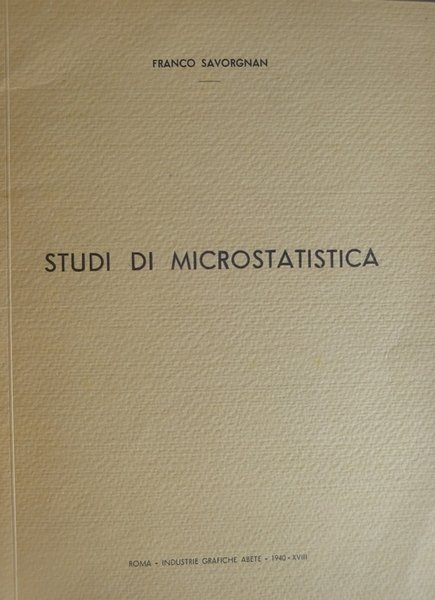 FRANCO SAVORGNAN
STUDI DI MICROSTATISTICA
ROMA - INDUSTRIE GRAFICHE ABETE - 1940 - XVIII